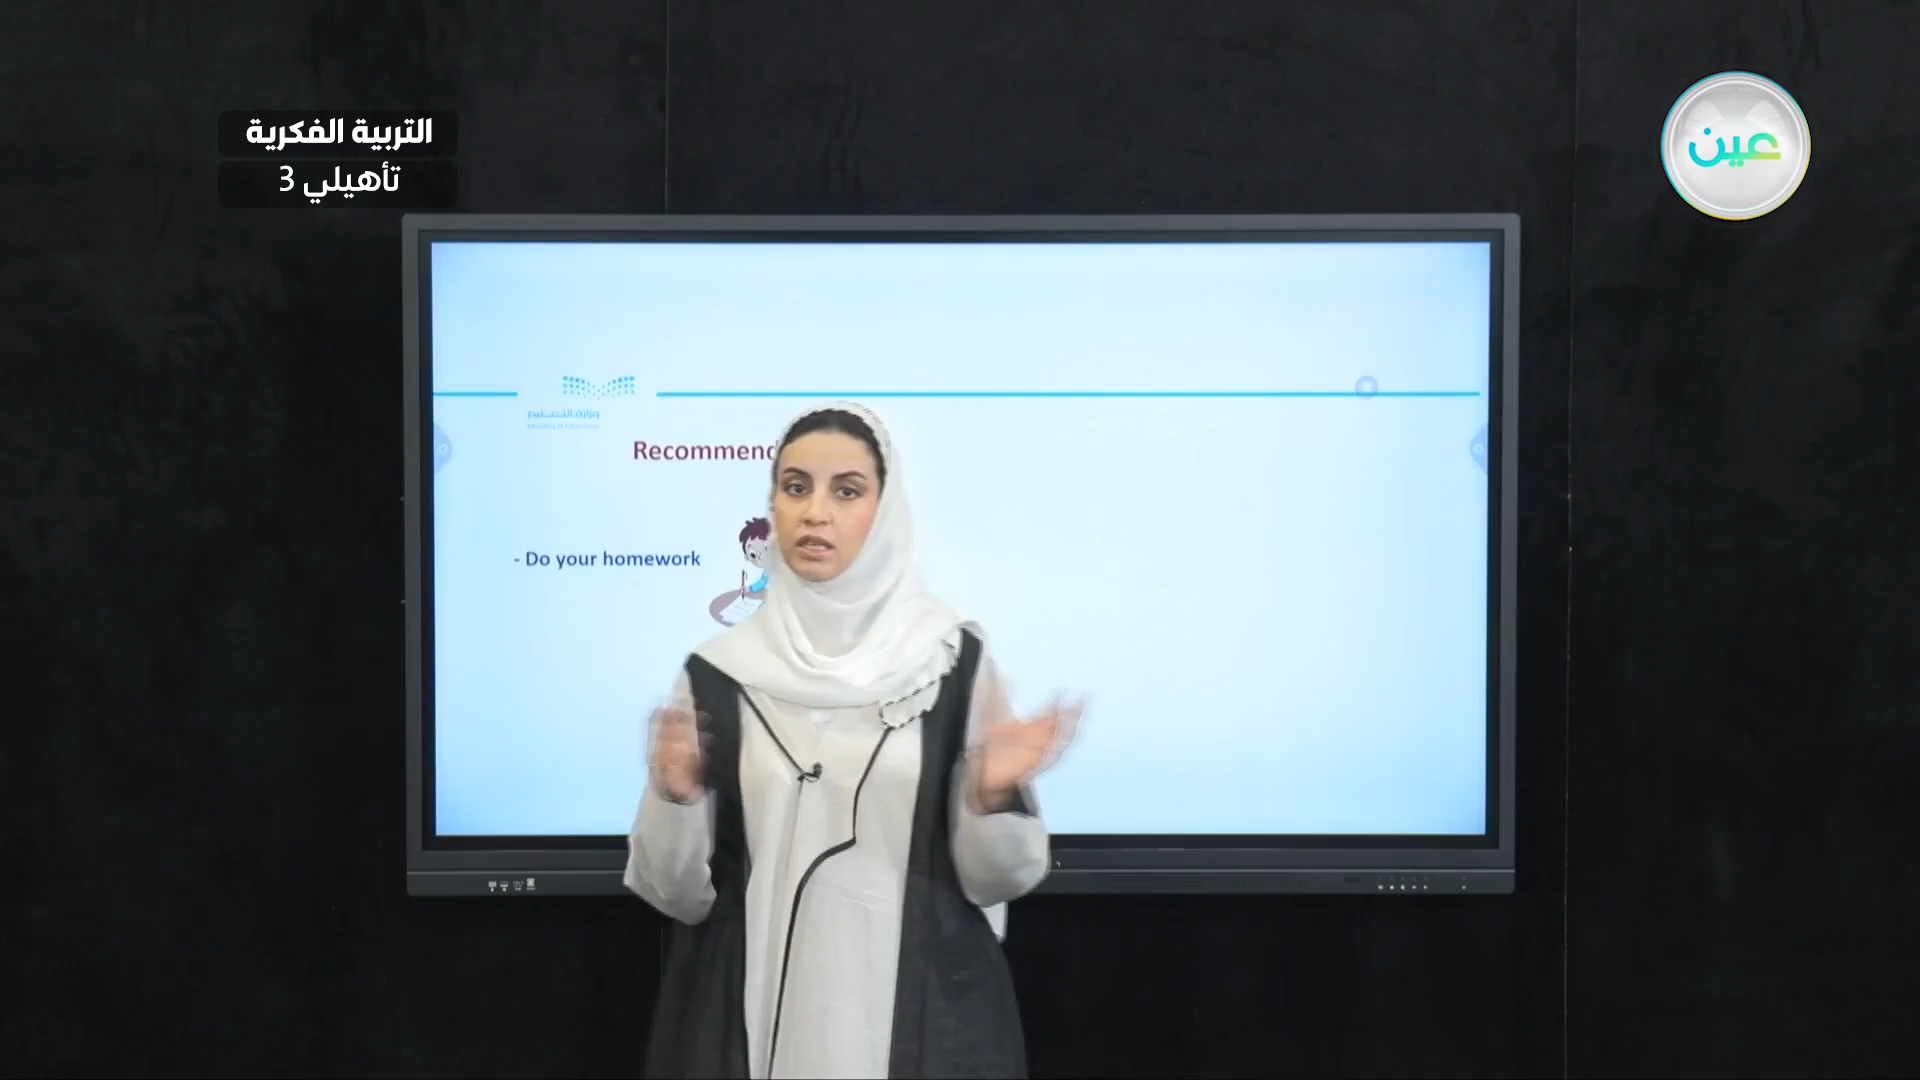 التربية الفكرية
تأهيلي 3
عين
وزارة التعليم
Recommend
- Do your homework